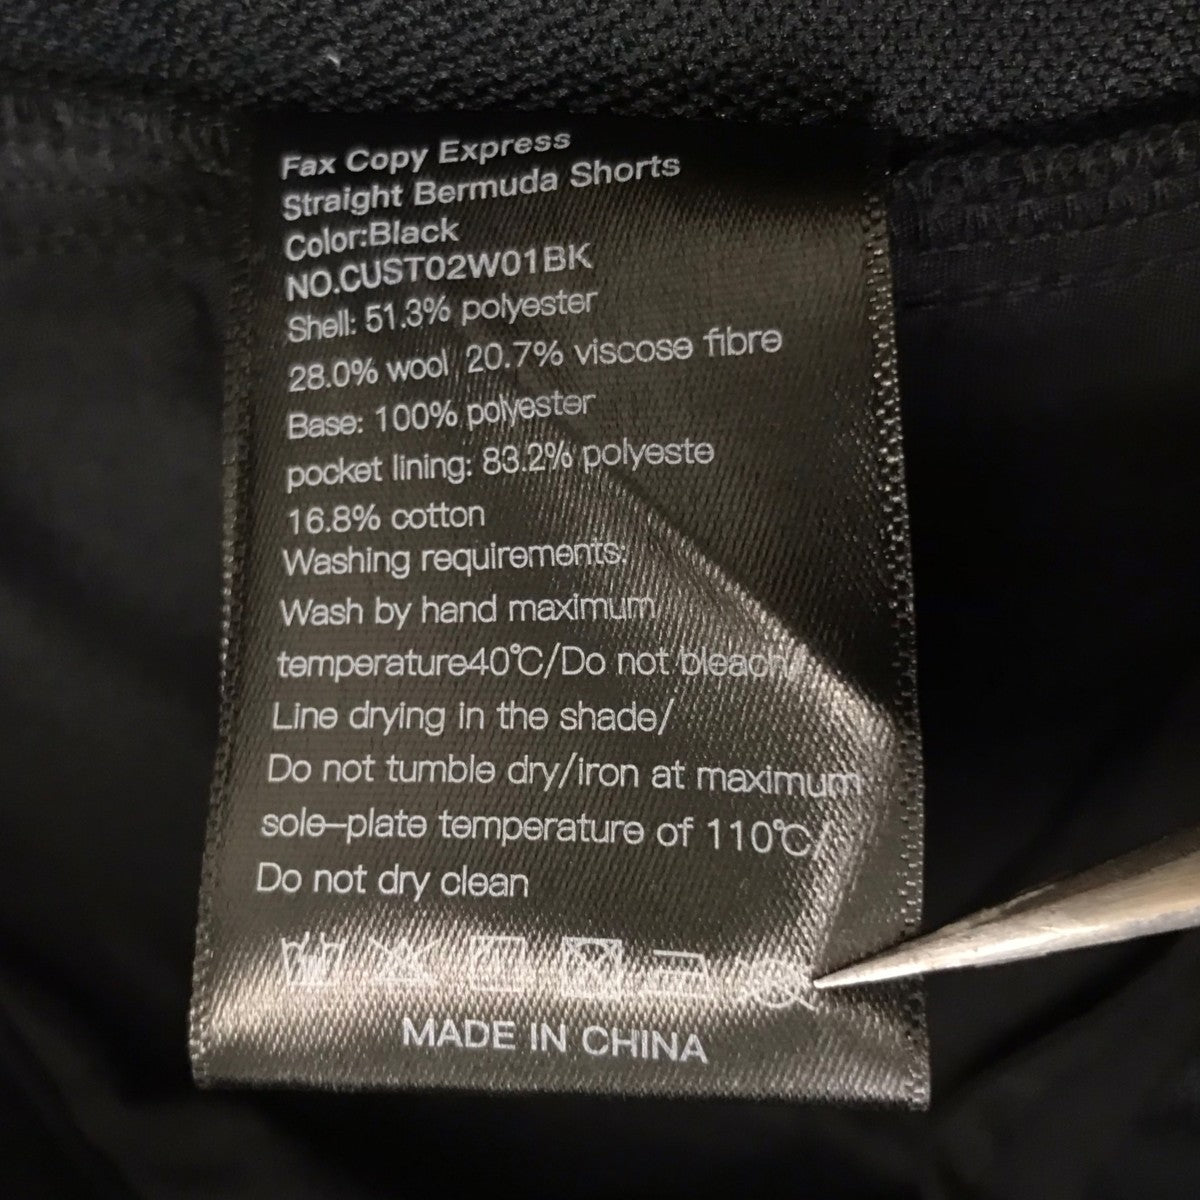 Fax Copy Express
Straight Bermuda Shorts
Color:Black
NO.CUST02W01BK
Shell: 51.3% polyester
28.0% wool 20.7% viscose fibre
Base: 100% polyester
pocket lining: 83.2% polyeste
16.8% cotton
Washing requirements:
Wash by hand maximum
temperature40℃/Do not bleach/
Line drying in the shade/
Do not tumble dry/iron at maximum
sole-plate temperature of 110℃/
Do not dry clean
MADE IN CHINA